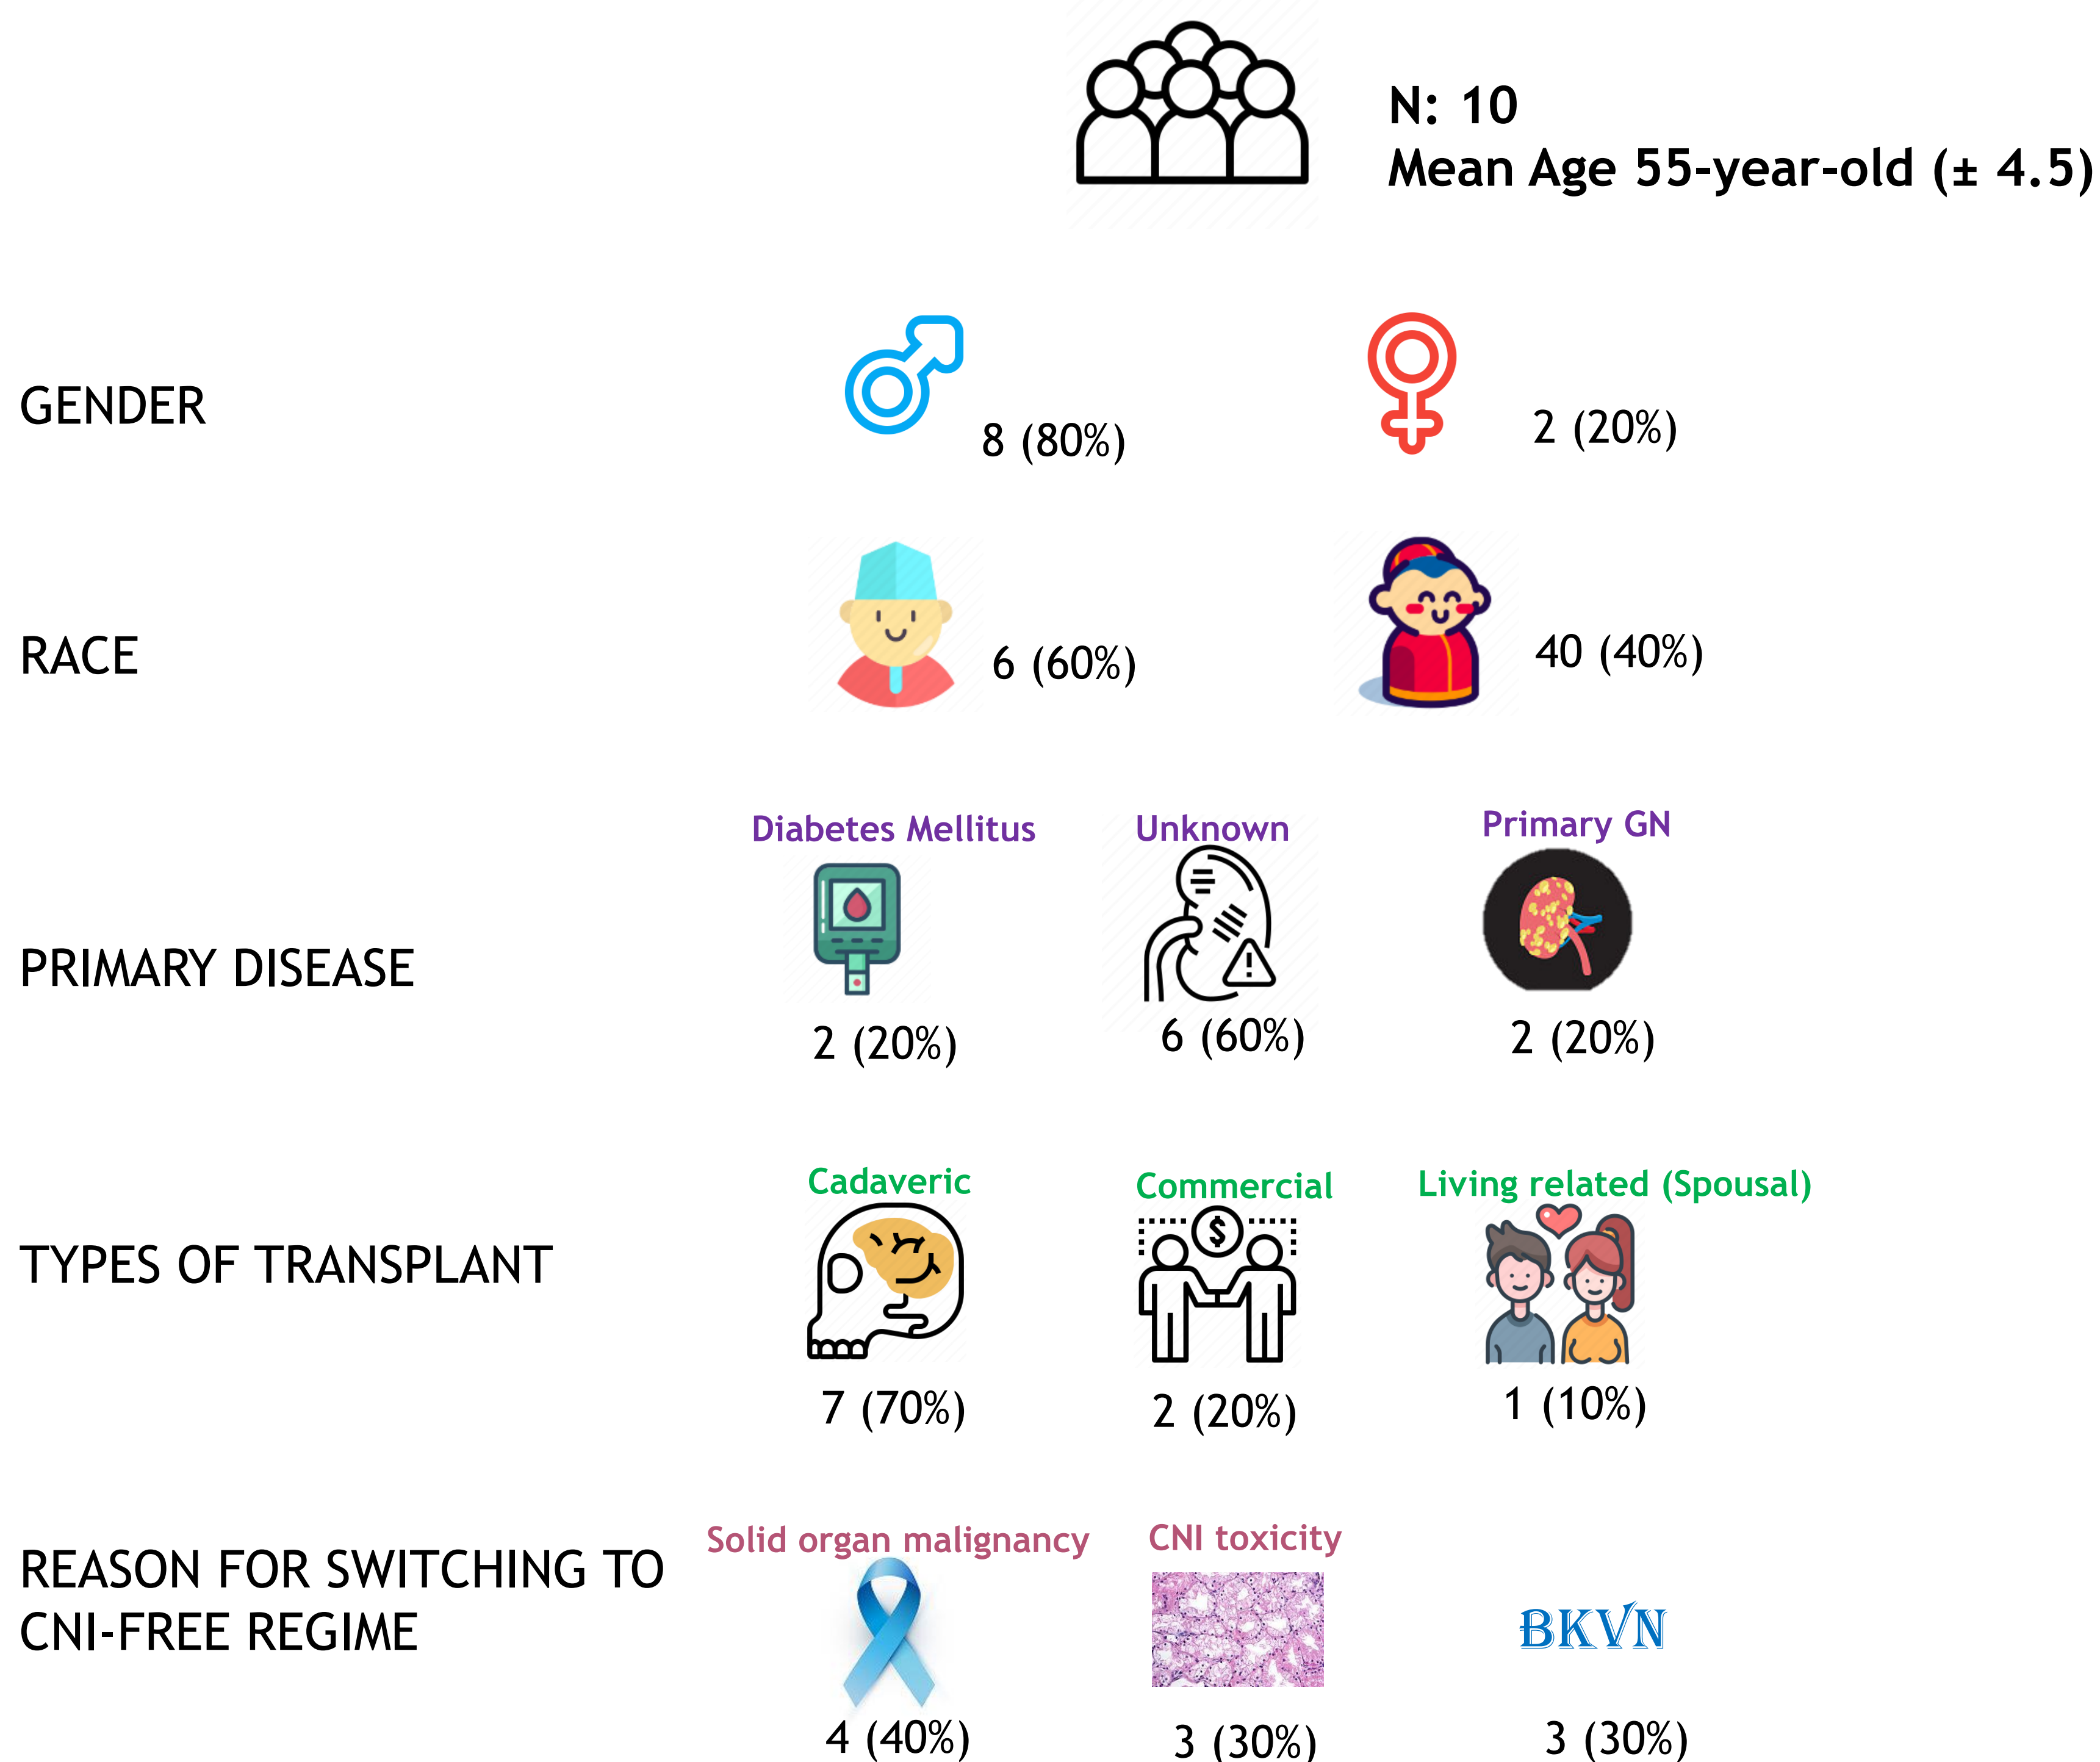 N: 10
Mean Age 55-year-old (± 4.5)
GENDER
8 (80%)
2 (20%)
RACE
6 (60%)
40 (40%)
PRIMARY DISEASE
Diabetes Mellitus
2 (20%)
Unknown
6 (60%)
Primary GN
2 (20%)
TYPES OF TRANSPLANT
Cadaveric
7 (70%)
Commercial
$
2 (20%)
Living related (Spousal)
1 (10%)
REASON FOR SWITCHING TO
CNI-FREE REGIME
Solid organ malignancy
4 (40%)
CNI toxicity
3 (30%)
BKVN
3 (30%)